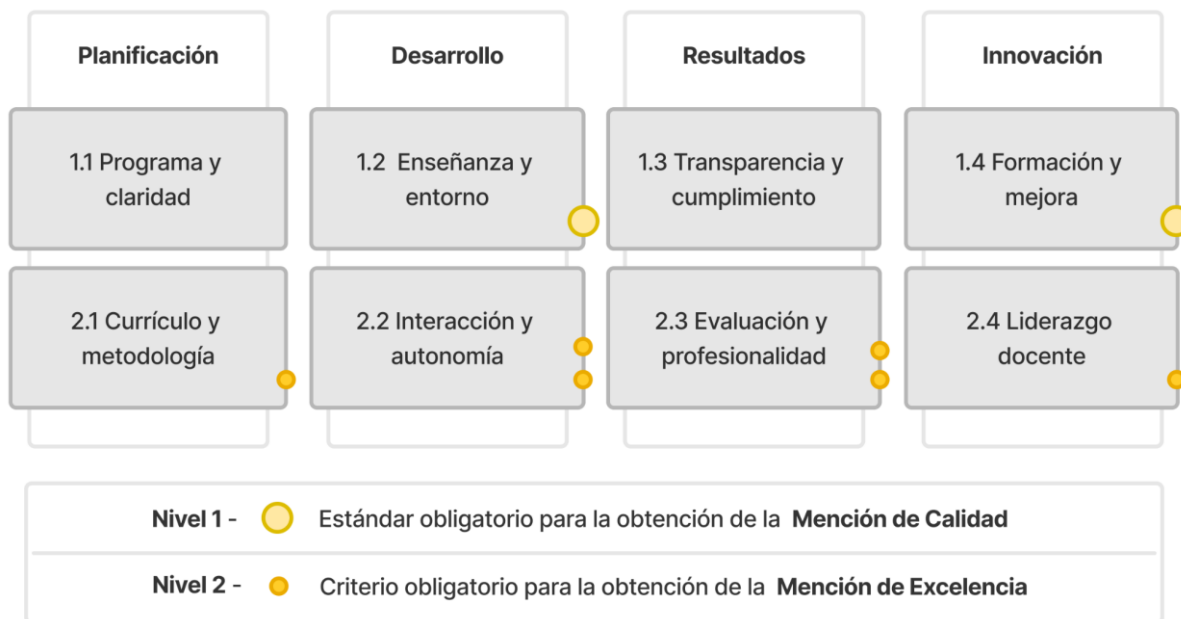 Planificación
Desarrollo
Resultados
Innovación
1.1 Programa y
claridad
1.2 Enseñanza y
entorno
1.3 Transparencia y
cumplimiento
1.4 Formación y
mejora
2.1 Currículo y
metodología
2.2 Interacción y
autonomía
2.3 Evaluación y
profesionalidad
2.4 Liderazgo
docente
Nivel 1 - Estándar obligatorio para la obtención de la Mención de Calidad
Nivel 2 - Criterio obligatorio para la obtención de la Mención de Excelencia